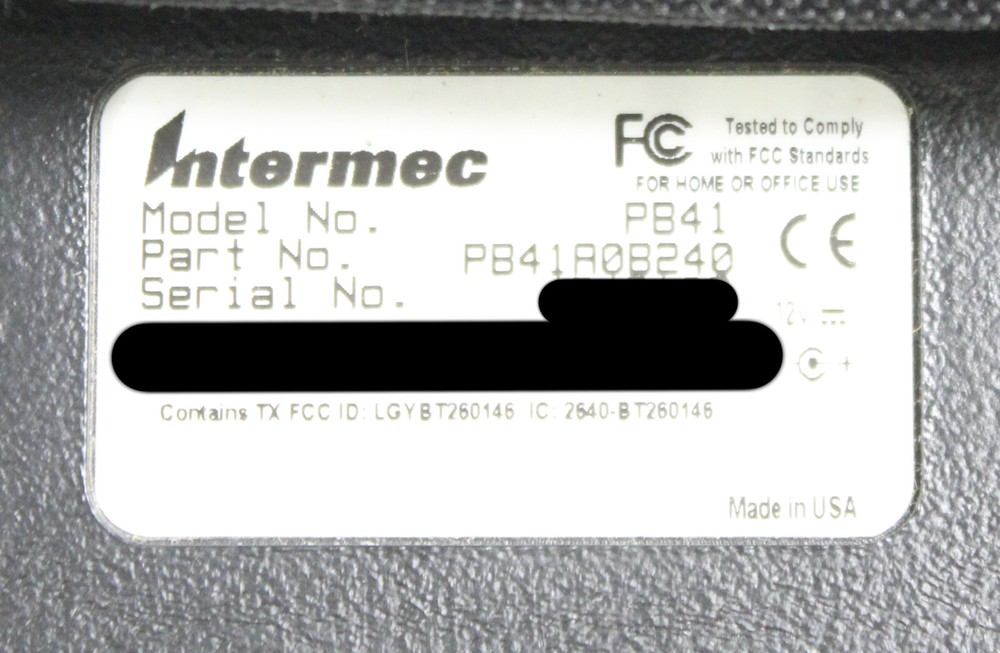 Intermec
FC Tested to Comply
with FCC Standards
FOR HOME OR OFFICE USE
Model No. PB41
Part No. PB41A0B240
CE
Serial No.
12v
+
Contains TX FCC ID: LGYBT260146 IC: 2640-BT260146
Made in USA